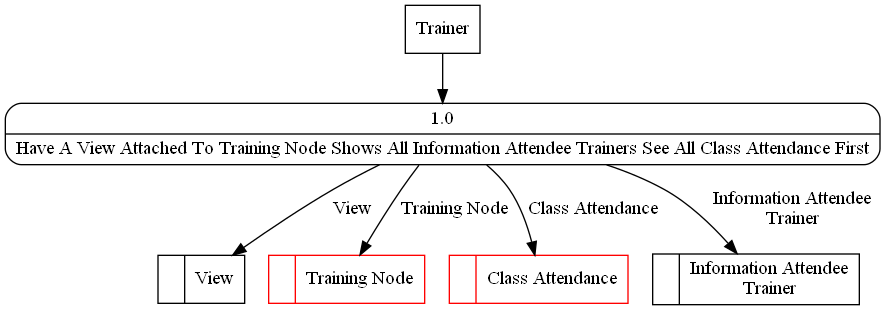 Trainer
1.0
Have A View Attached To Training Node Shows All Information Attendee Trainers See All Class Attendance First
View
Training Node
Class Attendance
Information Attendee
Trainer
View
Training Node
Class Attendance
Information Attendee
Trainer